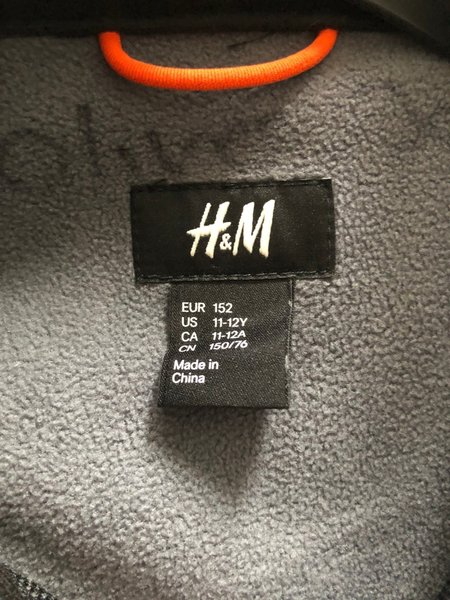 H&M
EUR 152
US 11-12Y
CA 11-12A
CN 150/76
Made in
China